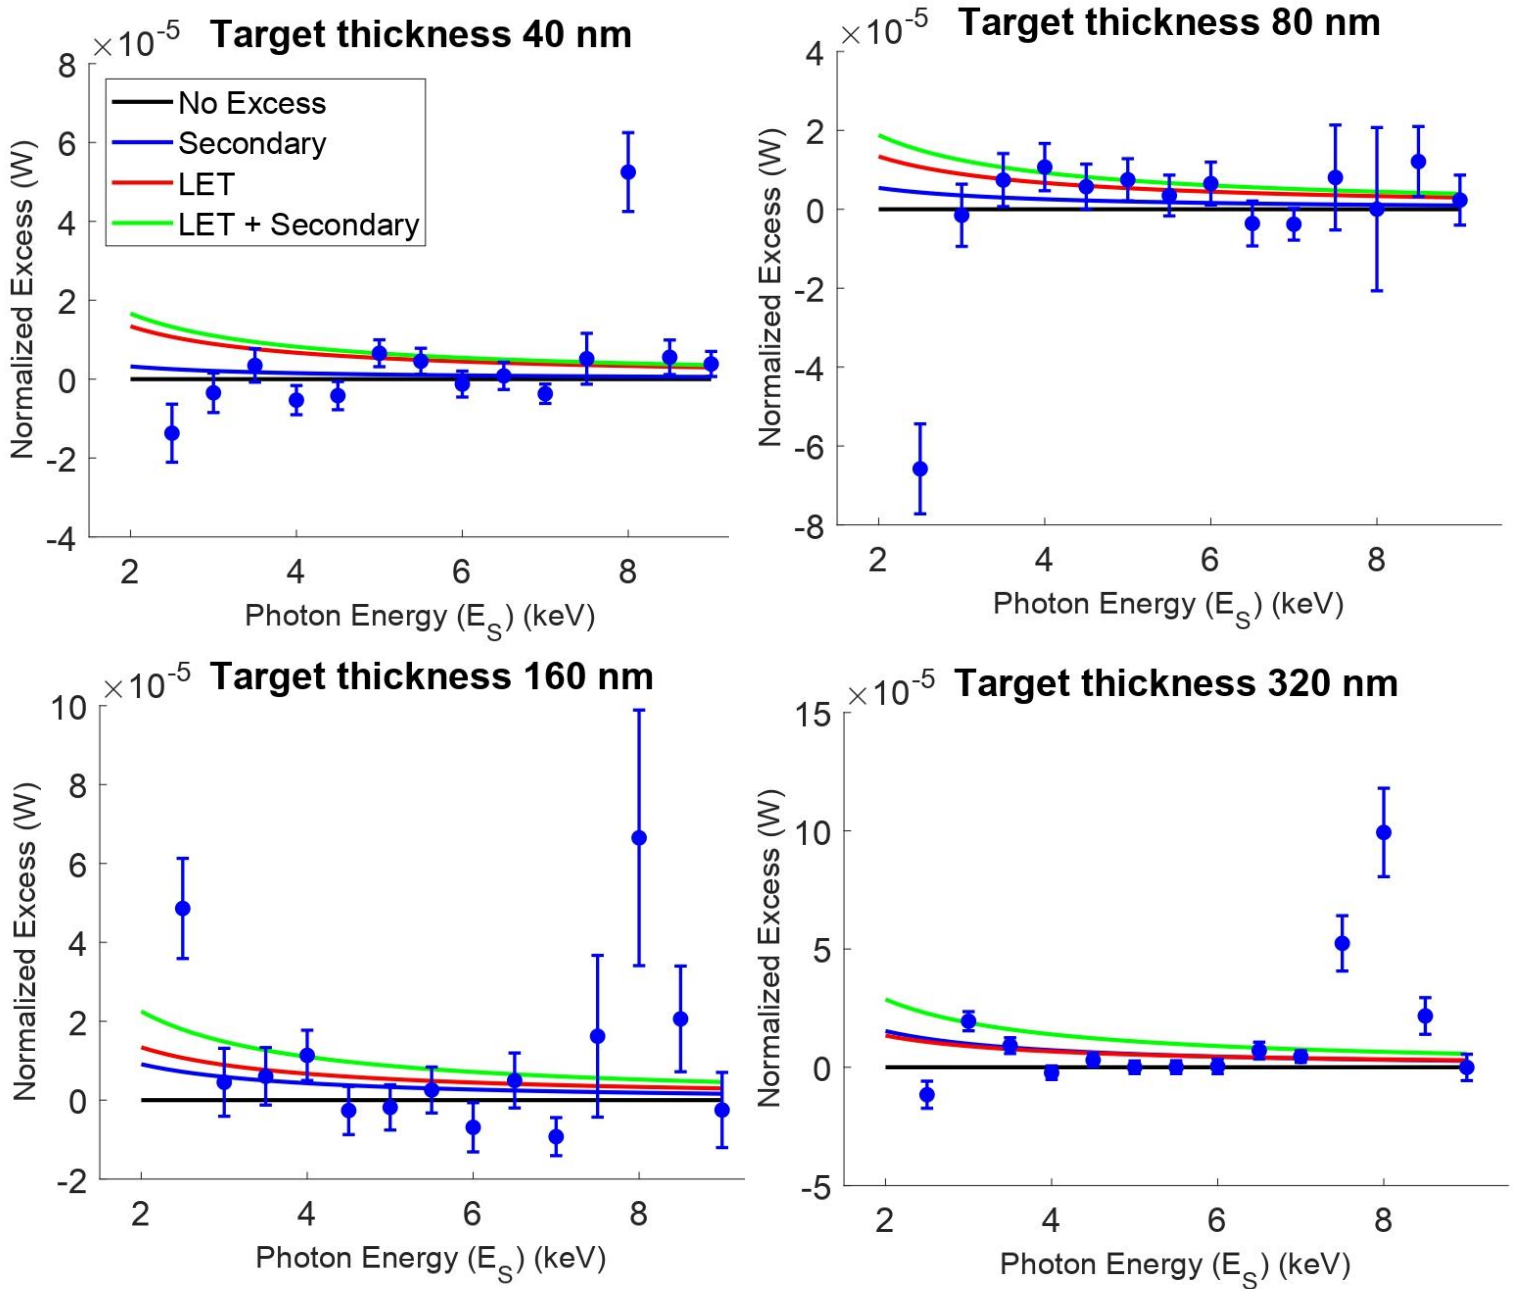 ×10-5 Target thickness 40 nm
8
6
4
2
0
-2
-4
2 4 6 8
Normalized Excess (W)
Photon Energy (ES) (keV)
No Excess
Secondary
LET
LET + Secondary
×10-5 Target thickness 80 nm
4
2
0
-2
-4
-6
-8
2 4 6 8
Normalized Excess (W)
Photon Energy (ES) (keV)
×10-5 Target thickness 160 nm
10
8
6
4
2
0
-2
2 4 6 8
Normalized Excess (W)
Photon Energy (ES) (keV)
×10-5 Target thickness 320 nm
15
10
5
0
-5
2 4 6 8
Normalized Excess (W)
Photon Energy (ES) (keV)